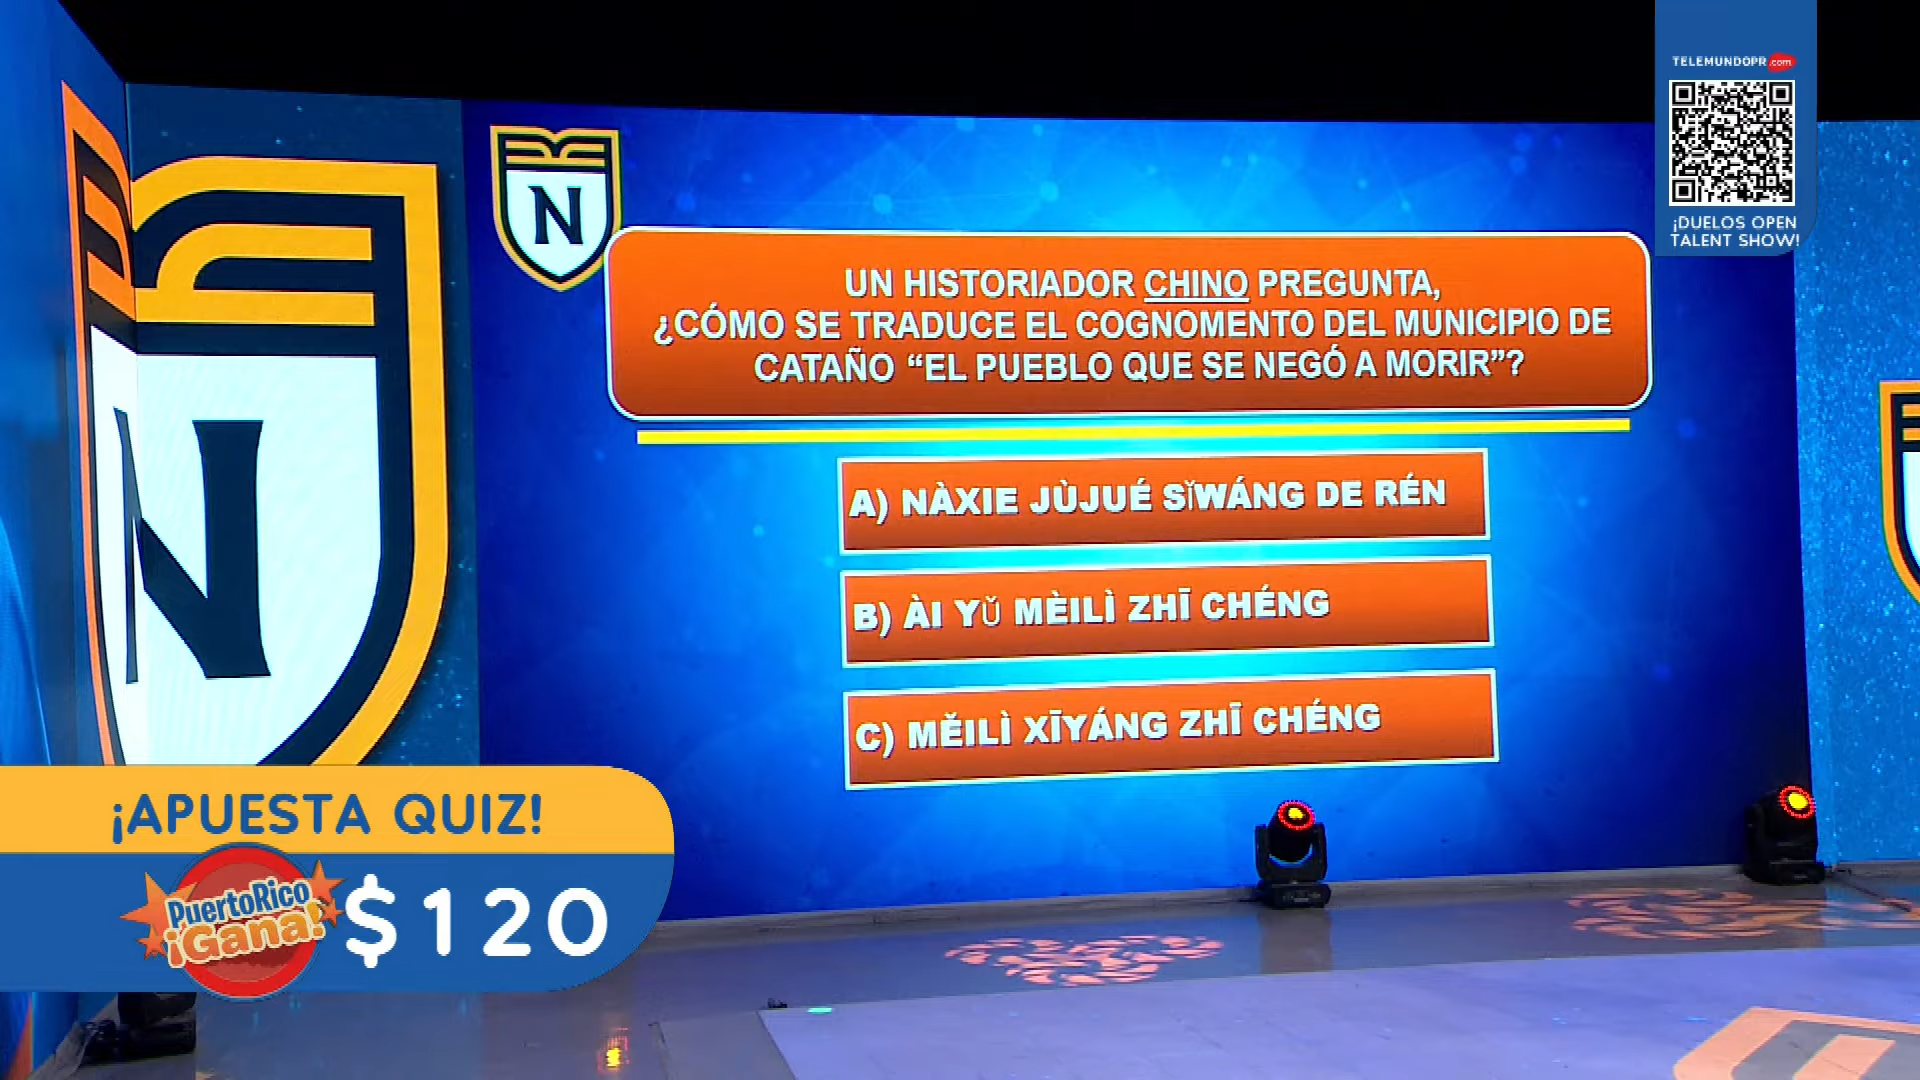 TELEMUNDOPR.com
¡DUELOS OPEN
TALENT SHOW!
N
N
N
UN HISTORIADOR CHINO PREGUNTA,
¿CÓMO SE TRADUCE EL COGNOMENTO DEL MUNICIPIO DE
CATAÑO “EL PUEBLO QUE SE NEGÓ A MORIR”?
A) NÀXIE JÙJUÉ SǏWÁNG DE RÉN
B) ÀI YǓ MÈILÌ ZHĪ CHÉNG
C) MĚILÌ XĪYÁNG ZHĪ CHÉNG
¡APUESTA QUIZ!
PuertoRico
¡Gana!
$120